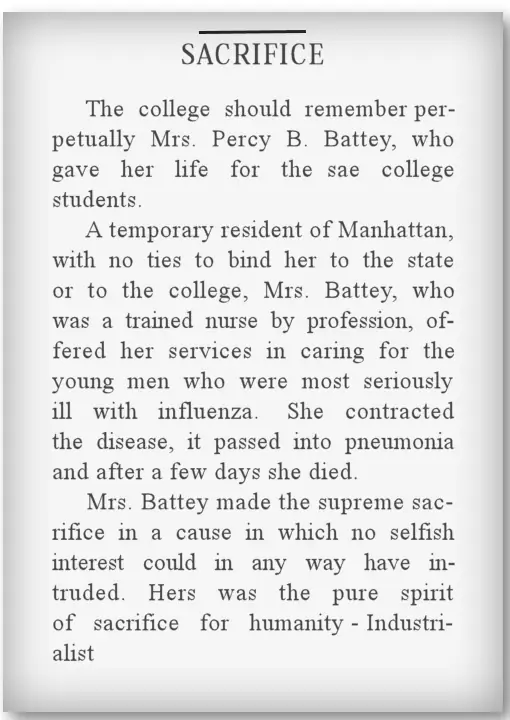 SACRIFICE
The college should remember per-
petually Mrs. Percy B. Battey, who
gave her life for the sae college
students.
A temporary resident of Manhattan,
with no ties to bind her to the state
or to the college, Mrs. Battey, who
was a trained nurse by profession, of-
fered her services in caring for the
young men who were most seriously
ill with influenza. She contracted
the disease, it passed into pneumonia
and after a few days she died.
Mrs. Battey made the supreme sac-
rifice in a cause in which no selfish
interest could in any way have in-
truded. Hers was the pure spirit
of sacrifice for humanity - Industri-
alist